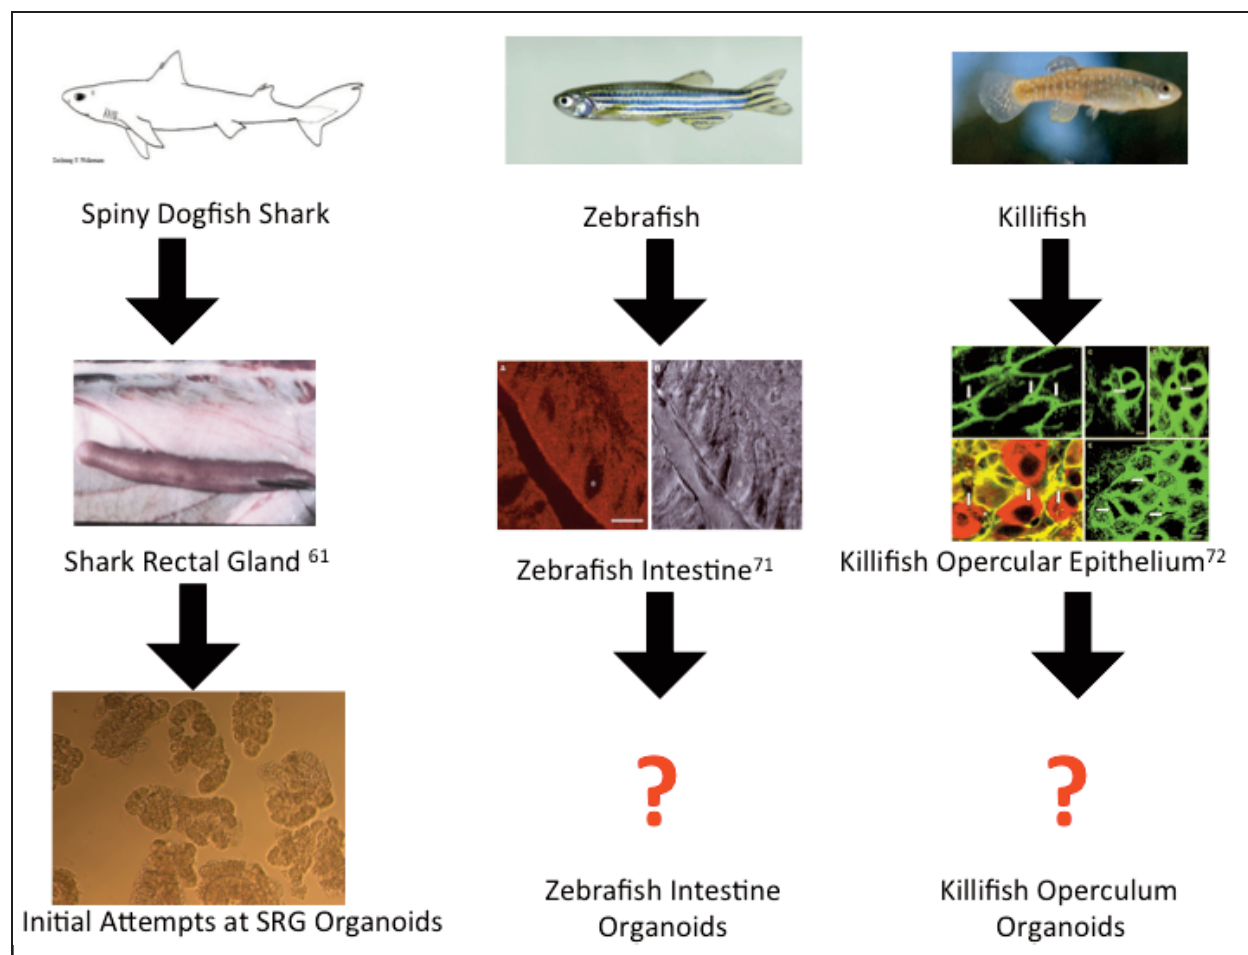 Spiny Dogfish Shark
Zebrafish
Killifish
Shark Rectal Gland 61
Zebrafish Intestine71
Killifish Opercular Epithelium72
?
?
Initial Attempts at SRG Organoids
Zebrafish Intestine
Organoids
Killifish Operculum
Organoids